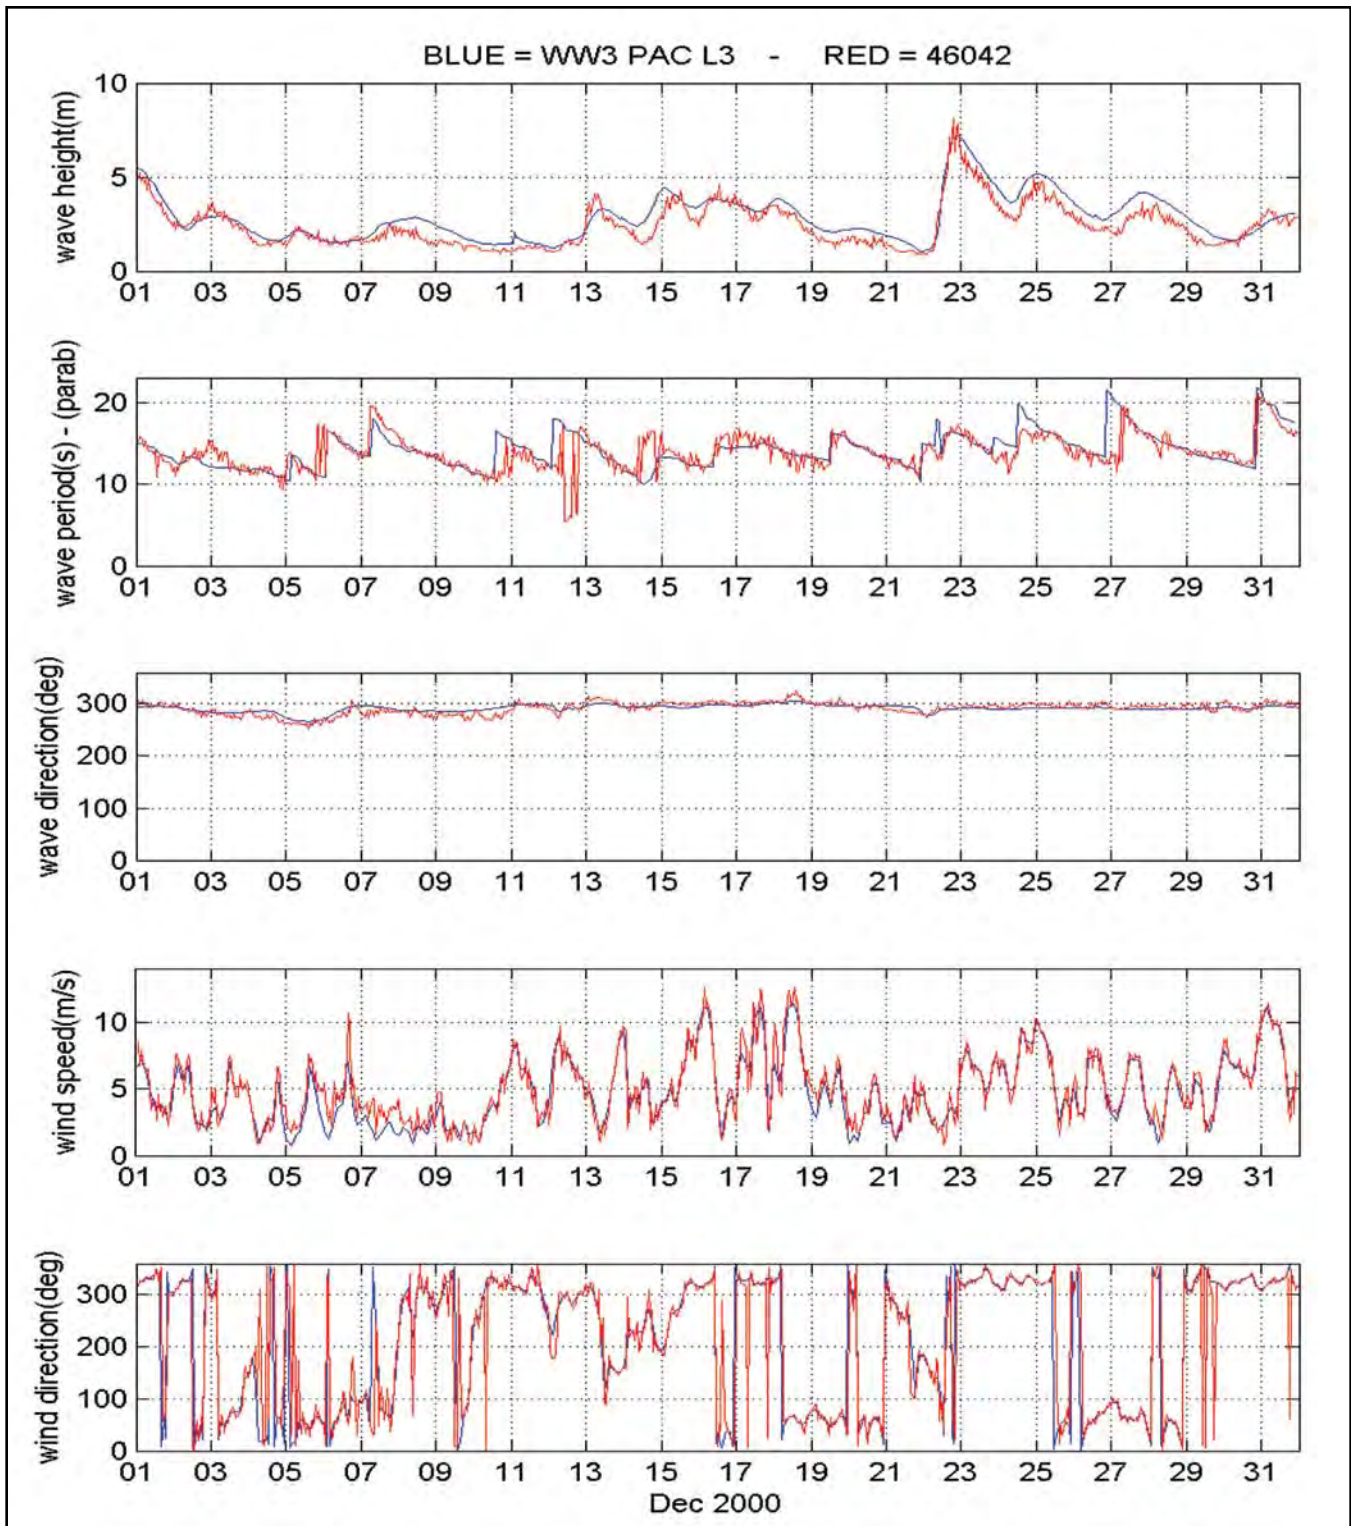 BLUE = WW3 PAC L3 - RED = 46042
wave height(m)
10
5
0
01 03 05 07 09 11 13 15 17 19 21 23 25 27 29 31
wave period(s) - (parab)
20
10
0
01 03 05 07 09 11 13 15 17 19 21 23 25 27 29 31
wave direction(deg)
300
200
100
0
01 03 05 07 09 11 13 15 17 19 21 23 25 27 29 31
wind speed(m/s)
10
5
0
01 03 05 07 09 11 13 15 17 19 21 23 25 27 29 31
wind direction(deg)
300
200
100
0
01 03 05 07 09 11 13 15 17 19 21 23 25 27 29 31
Dec 2000